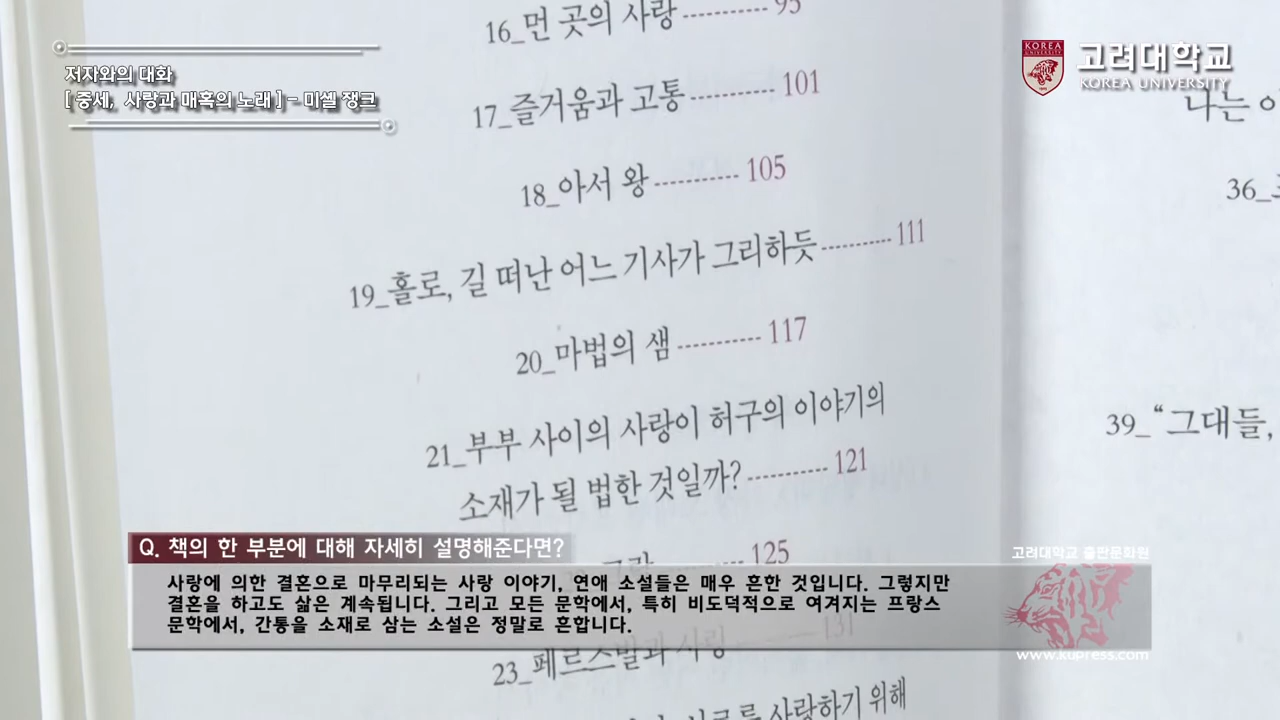 저자와의 대화
[ 중세, 사랑과 매혹의 노래 ] - 미셸 쟁크
KOREA
UNIVERSITY
고려대학교
KOREA UNIVERSITY
16_먼 곳의 사랑 ---------- 95
17_즐거움과 고통 ----------- 101
18_아서 왕 ----------- 105
19_홀로, 길 떠난 어느 기사가 그리하듯 ---------- 111
20_마법의 샘 ----------- 117
21_부부 사이의 사랑이 허구의 이야기의
소재가 될 법한 것일까? ---------- 121
125
131
23_페르스발과 사랑
사랑하기 위해
나는
36_
39_“그대들,
Q. 책의 한 부분에 대해 자세히 설명해준다면?
사랑에 의한 결혼으로 마무리되는 사랑 이야기, 연애 소설들은 매우 흔한 것입니다. 그렇지만
결혼을 하고도 삶은 계속됩니다. 그리고 모든 문학에서, 특히 비도덕적으로 여겨지는 프랑스
문학에서, 간통을 소재로 삼는 소설은 정말로 흔합니다.
고려대학교 출판문화원
www.kupress.com